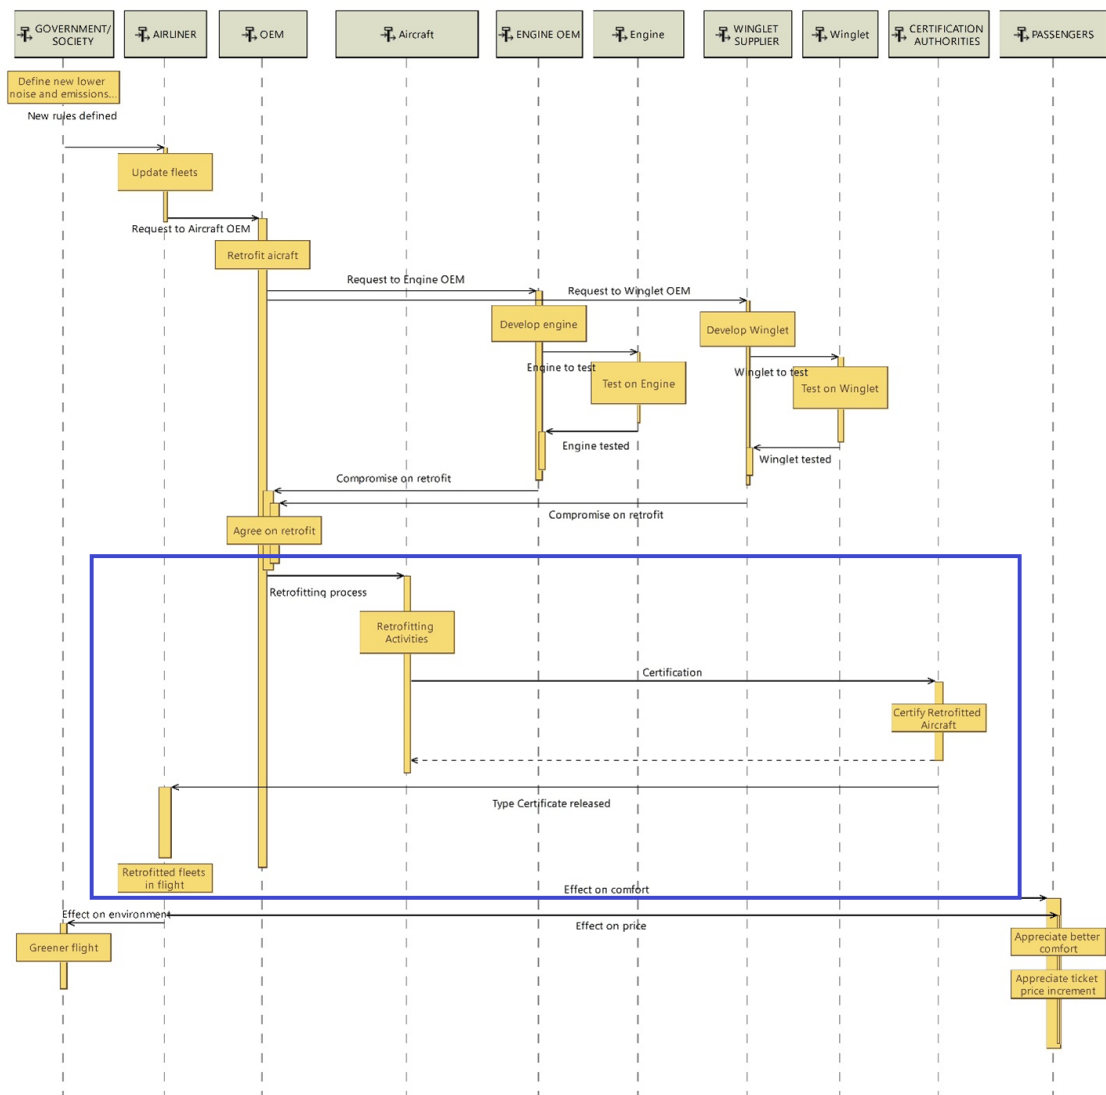 GOVERNMENT/
SOCIETY
AIRLINER
OEM
Aircraft
ENGINE OEM
Engine
WINGLET
SUPPLIER
Winglet
CERTIFICATION
AUTHORITIES
PASSENGERS
Define new lower
noise and emissions...
New rules defined
Update fleets
Request to Aircraft OEM
Retrofit aicraft
Request to Engine OEM
Request to Winglet OEM
Develop engine
Develop Winglet
Engine to test
Winglet to test
Test on Engine
Test on Winglet
Engine tested
Winglet tested
Compromise on retrofit
Compromise on retrofit
Agree on retrofit
Retrofitting process
Retrofitting
Activities
Certification
Certify Retrofitted
Aircraft
Type Certificate released
Retrofitted fleets
in flight
Effect on comfort
Effect on environment
Effect on price
Greener flight
Appreciate better
comfort
Appreciate ticket
price increment